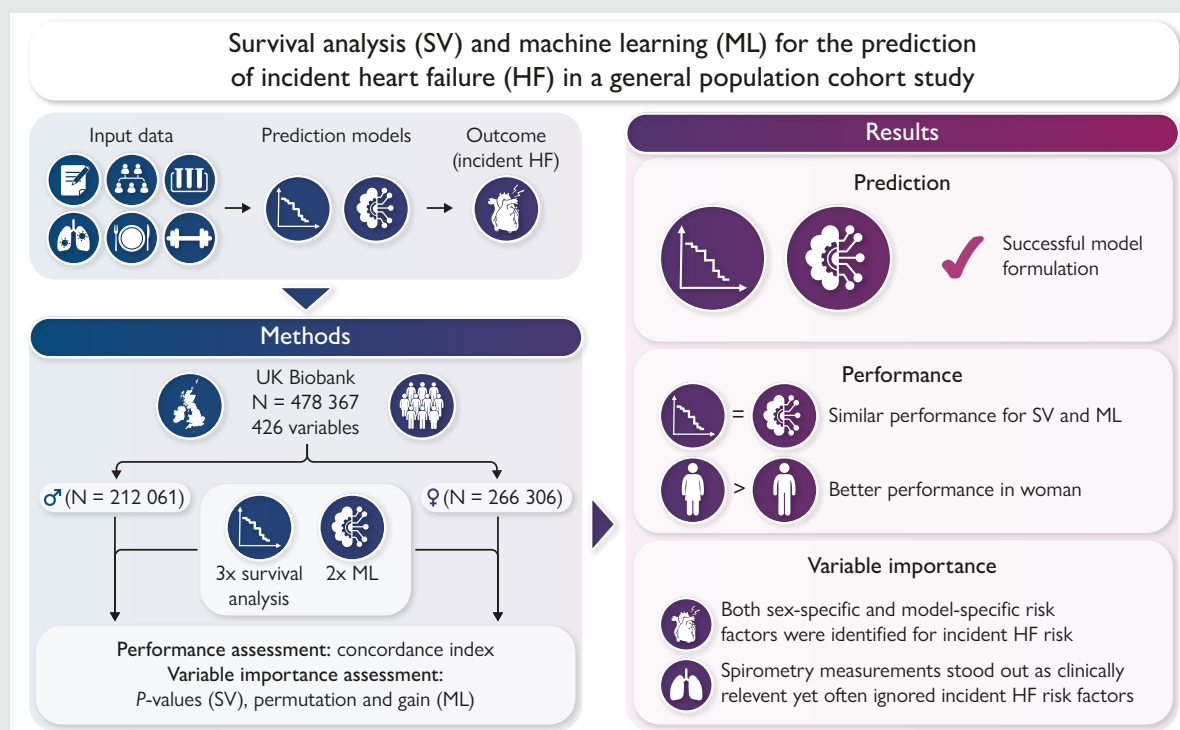 Survival analysis (SV) and machine learning (ML) for the prediction
of incident heart failure (HF) in a general population cohort study
Input data
Prediction models
Outcome
(incident HF)
Methods
UK Biobank
N = 478 367
426 variables
♂(N = 212 061)
♀(N = 266 306)
3x survival
analysis
2x ML
Performance assessment: concordance index
Variable importance assessment:
P-values (SV), permutation and gain (ML)
Results
Prediction
Successful model
formulation
Performance
=
Similar performance for SV and ML
>
Better performance in woman
Variable importance
Both sex-specific and model-specific risk
factors were identified for incident HF risk
Spirometry measurements stood out as clinically
relevent yet often ignored incident HF risk factors